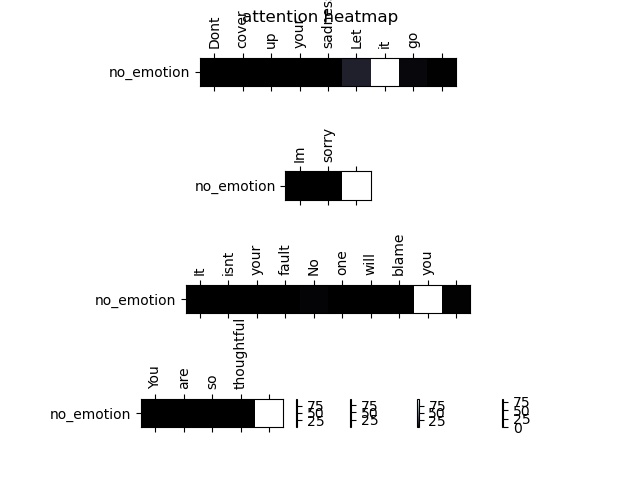 attention heatmap
Dont cover up your sadness Let it go
no_emotion
Im sorry
no_emotion
It isnt your fault No one will blame you
no_emotion
You are so thoughtful
no_emotion
75 75 75 75
50 50 50 50
25 25 25 25
0